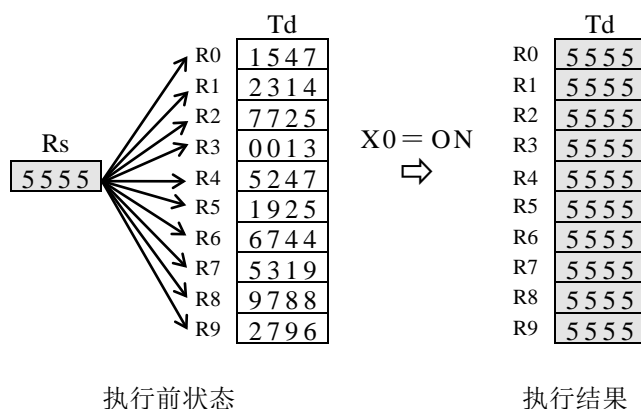 Td Td
R0 1547 R0 5555
R1 2314 R1 5555
R2 7725 R2 5555
Rs R3 0013 X0＝ON R3 5555
5555 R4 5247 R4 5555
R5 1925 R5 5555
R6 6744 R6 5555
R7 5319 R7 5555
R8 9788 R8 5555
R9 2796 R9 5555
执行前状态 执行结果